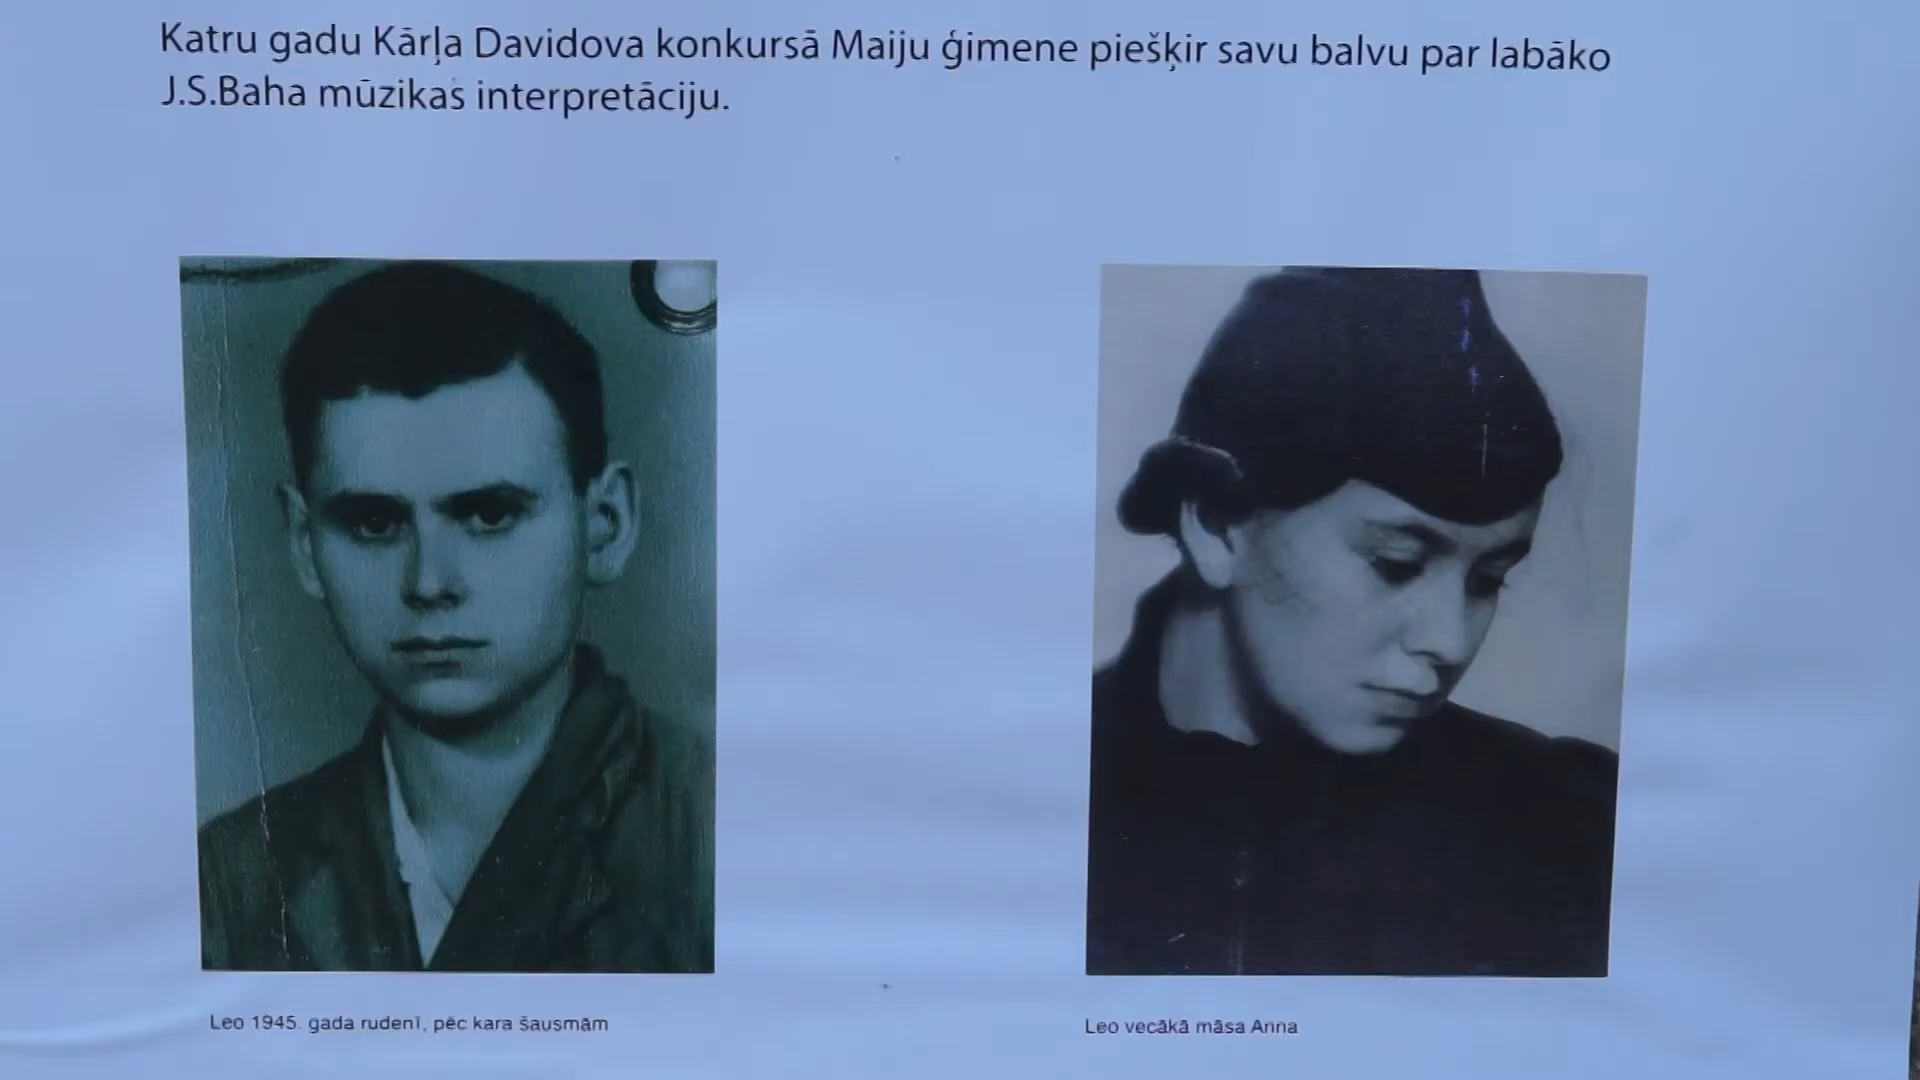 Katru gadu Kārļa Davidova konkursā Maiju ģimene piešķir savu balvu par labāko
J.S.Baha mūzikas interpretāciju.
Leo 1945. gada rudenī, pēc kara šausmām
Leo vecākā māsa Anna